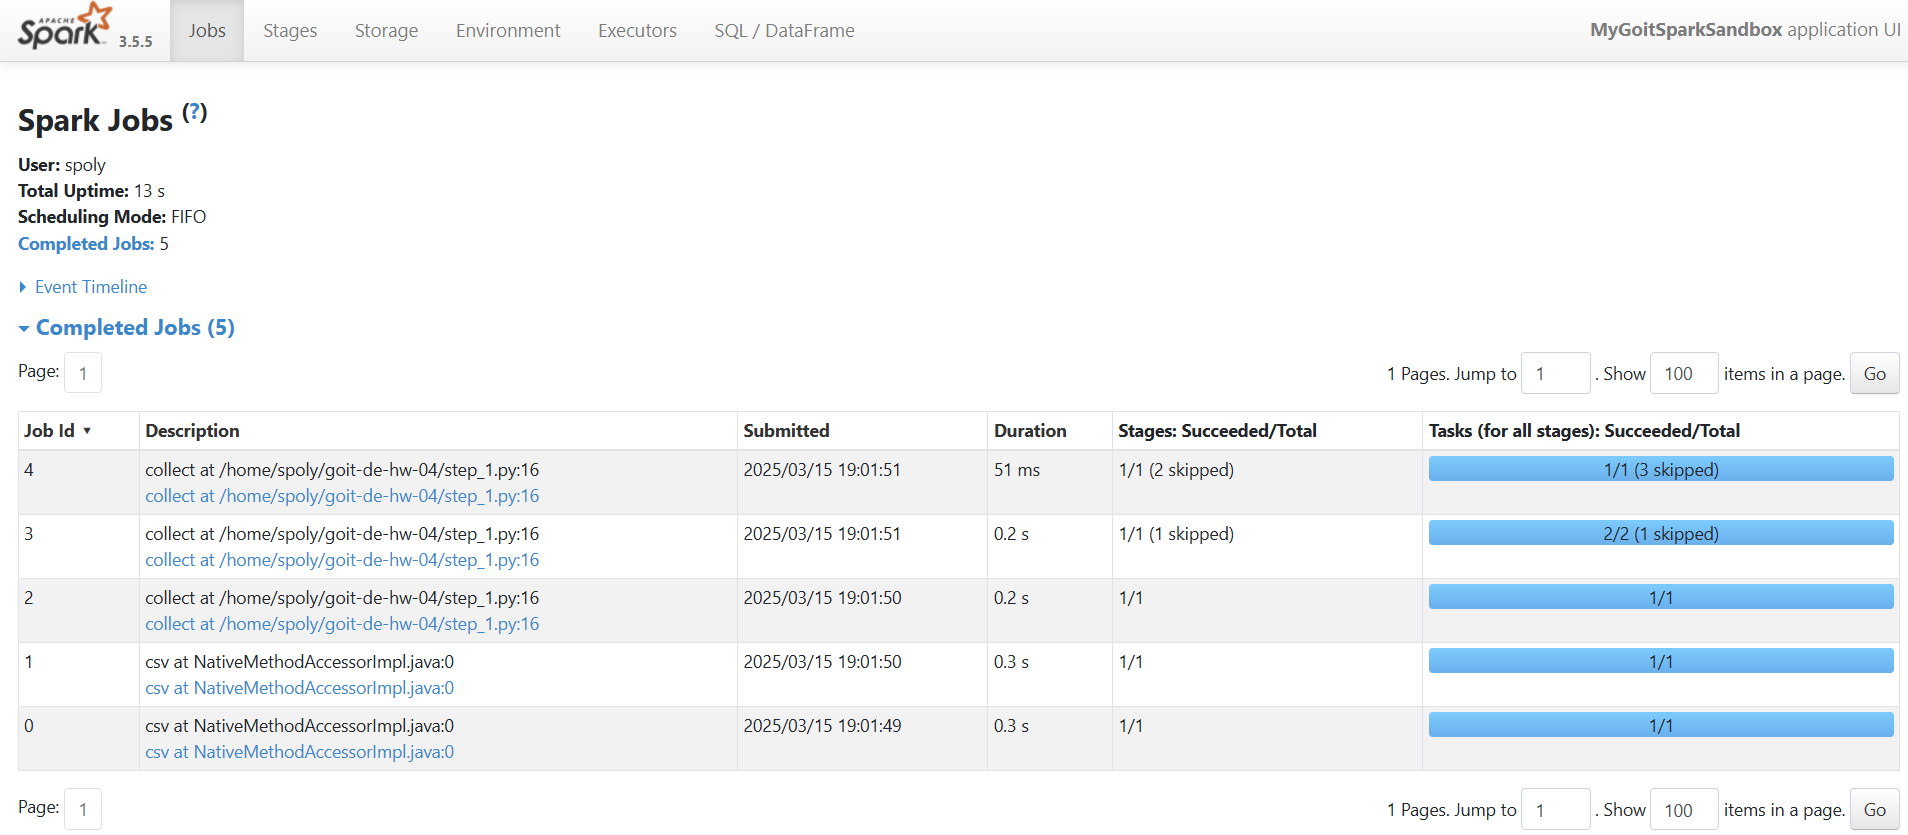 APACHE
Spark 3.5.5
Jobs Stages Storage Environment Executors SQL / DataFrame MyGoitSparkSandbox application UI
Spark Jobs (?)
User: spoly
Total Uptime: 13 s
Scheduling Mode: FIFO
Completed Jobs: 5
Event Timeline
Completed Jobs (5)
Page: 1 1 Pages. Jump to 1 . Show 100 items in a page. Go
Job Id ▾ Description Submitted Duration Stages: Succeeded/Total Tasks (for all stages): Succeeded/Total
4 collect at /home/spoly/goit-de-hw-04/step_1.py:16 2025/03/15 19:01:51 51 ms 1/1 (2 skipped) 1/1 (3 skipped)
collect at /home/spoly/goit-de-hw-04/step_1.py:16
3 collect at /home/spoly/goit-de-hw-04/step_1.py:16 2025/03/15 19:01:51 0.2 s 1/1 (1 skipped) 2/2 (1 skipped)
collect at /home/spoly/goit-de-hw-04/step_1.py:16
2 collect at /home/spoly/goit-de-hw-04/step_1.py:16 2025/03/15 19:01:50 0.2 s 1/1 1/1
collect at /home/spoly/goit-de-hw-04/step_1.py:16
1 csv at NativeMethodAccessorImpl.java:0 2025/03/15 19:01:50 0.3 s 1/1 1/1
csv at NativeMethodAccessorImpl.java:0
0 csv at NativeMethodAccessorImpl.java:0 2025/03/15 19:01:49 0.3 s 1/1 1/1
csv at NativeMethodAccessorImpl.java:0
Page: 1 1 Pages. Jump to 1 . Show 100 items in a page. Go